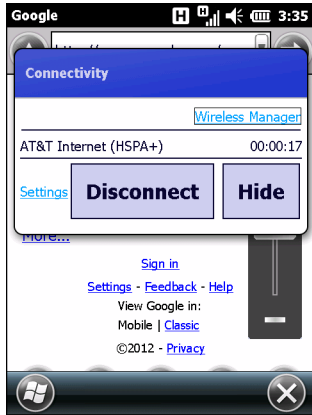 Google
H H 3:35
http://
Connectivity
Wireless Manager
AT&T Internet (HSPA+) 00:00:17
Settings Disconnect Hide
More...
Sign in
Settings - Feedback - Help
View Google in:
Mobile | Classic
©2012 - Privacy